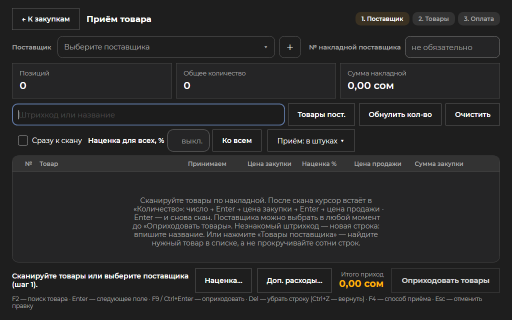 ← К закупкам
Приём товара
1. Поставщик
2. Товары
3. Оплата
Поставщик
Выберите поставщика
+
№ накладной поставщика
не обязательно
Позиций
0
Общее количество
0
Сумма накладной
0,00 сом
Штрихкод или название
Товары пост.
Обнулить кол-во
Очистить
Сразу к скану
Наценка для всех, %
выкл.
Ко всем
Приём: в штуках
№ Товар Принимаем Цена закупки Наценка % Цена продажи Сумма закупки
Сканируйте товары по накладной. После скана курсор встаёт в
«Количество»: число → Enter → цена закупки → Enter → цена продажи ·
Enter — и снова скан. Поставщика можно выбрать в любой момент
до «Оприходовать товары». Незнакомый штрихкод — новая строка:
впишите название. Или нажмите «Товары поставщика» — найдите
нужный товар в списке, а не прокручивайте сотни строк.
Сканируйте товары или выберите поставщика
(шаг 1).
Наценка...
Доп. расходы...
Итого приход
0,00 сом
Оприходовать товары
F2 — поиск товара · Enter — следующее поле · F9 / Ctrl+Enter — оприходовать · Del — убрать строку (Ctrl+Z — вернуть) · F4 — способ приёма · Esc — отменить
правку